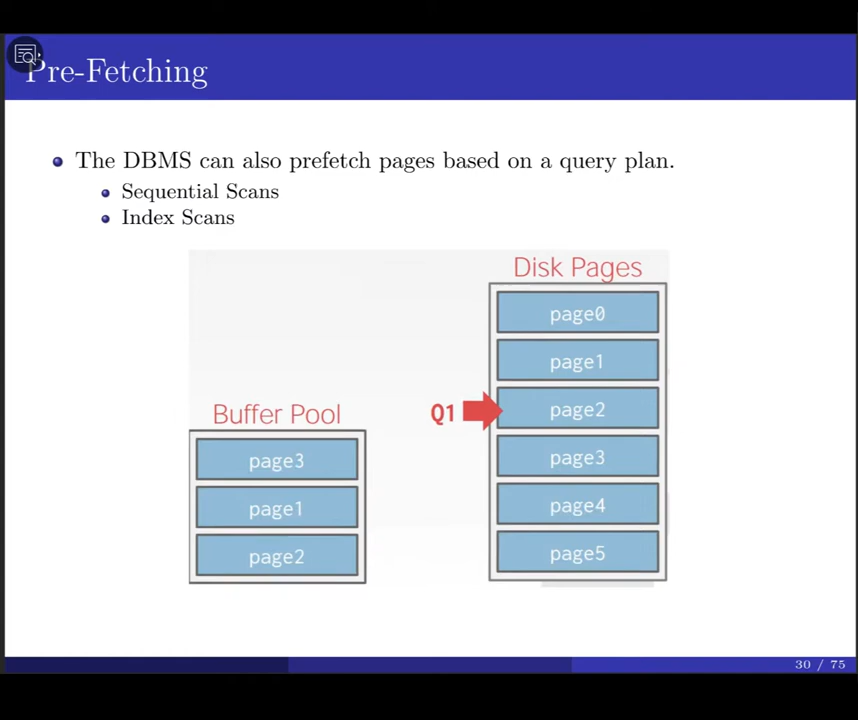 Pre-Fetching
The DBMS can also prefetch pages based on a query plan.
Sequential Scans
Index Scans
Disk Pages
page0
page1
Q1
page2
page3
page4
page5
Buffer Pool
page3
page1
page2
30 / 75